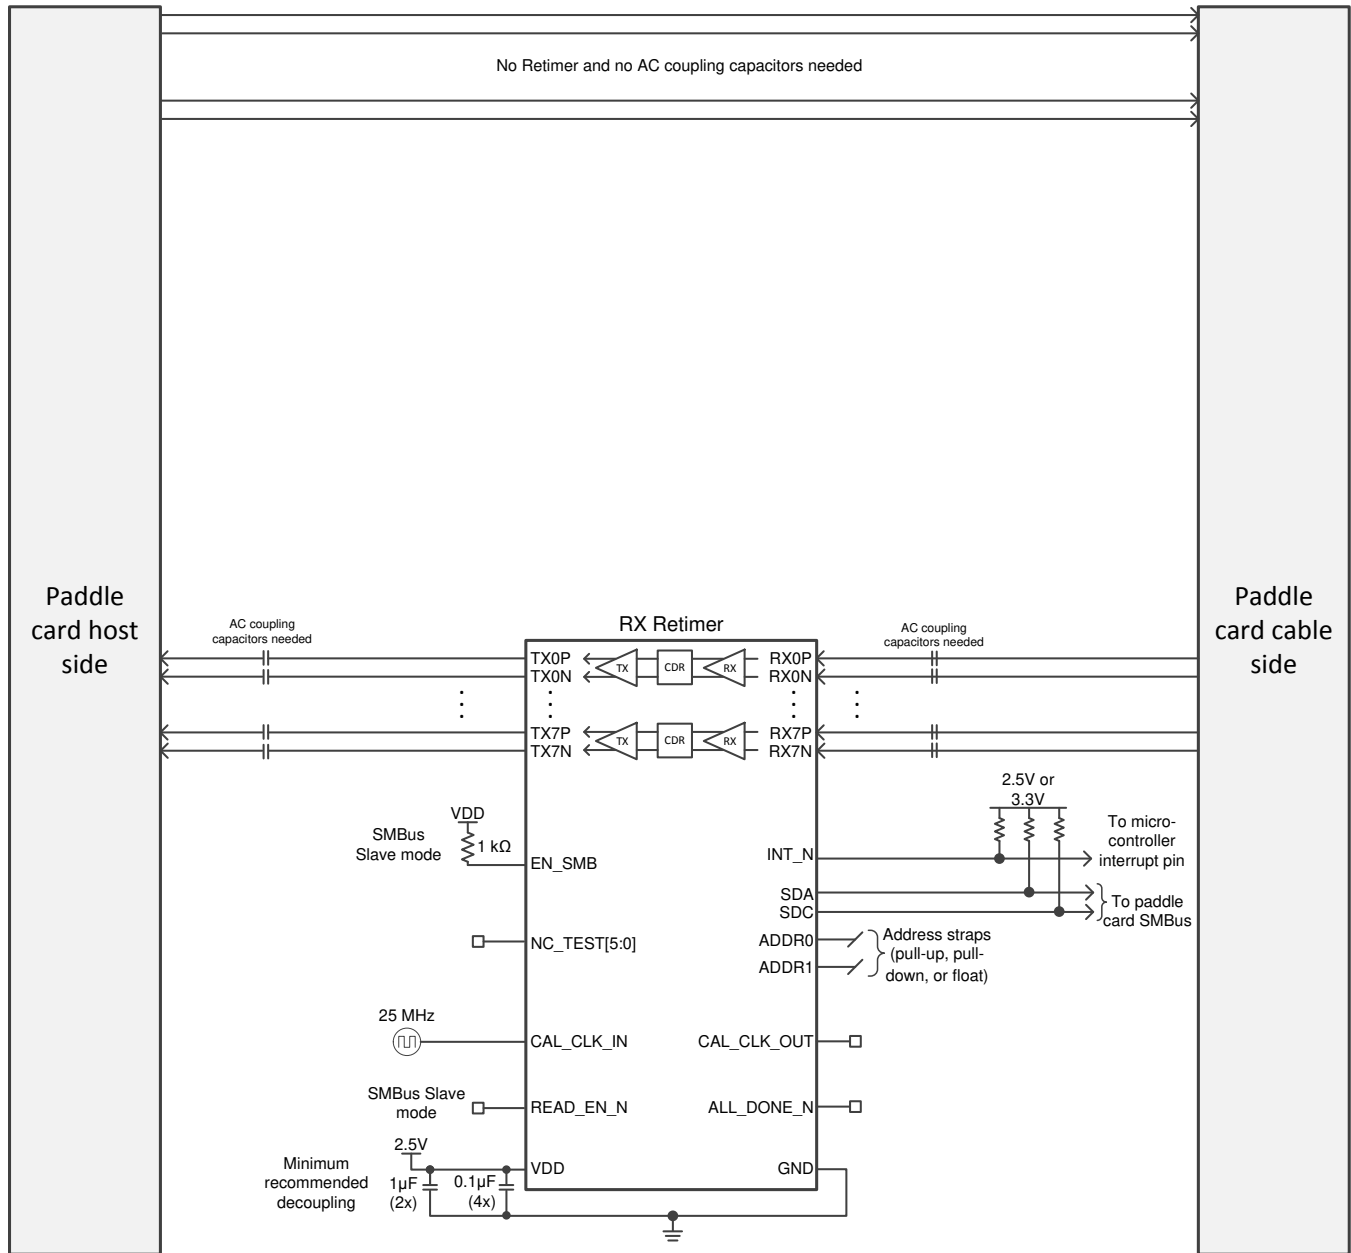 No Retimer and no AC coupling capacitors needed
Paddle
card host
side
Paddle
card cable
side
RX Retimer
AC coupling
capacitors needed
AC coupling
capacitors needed
TX0P
TX0N
TX
CDR
RX
RX0P
RX0N
TX7P
TX7N
TX
CDR
RX
RX7P
RX7N
VDD
SMBus
Slave mode
1 kΩ
EN_SMB
2.5V or
3.3V
INT_N
To micro-
controller
interrupt pin
SDA
SDC
To paddle
card SMBus
NC_TEST[5:0]
ADDR0
ADDR1
Address straps
(pull-up, pull-
down, or float)
25 MHz
CAL_CLK_IN
CAL_CLK_OUT
SMBus Slave
mode
READ_EN_N
ALL_DONE_N
2.5V
VDD
GND
Minimum
recommended
decoupling
1μF
(2x)
0.1μF
(4x)